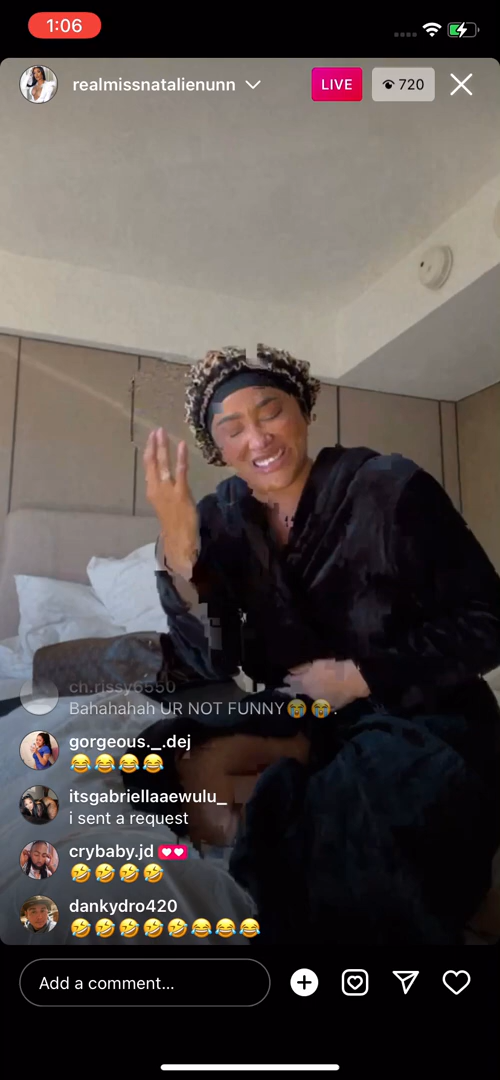 1:06
realmissnatalienunn
LIVE
720
ch.rissy6550
Bahahahah UR NOT FUNNY😭😭.
gorgeous._.dej
😂😂😂😂
itsgabriellaaewulu_
i sent a request
crybaby.jd
🤣🤣🤣🤣
dankydro420
🤣🤣🤣🤣🤣😂😂😂
Add a comment...